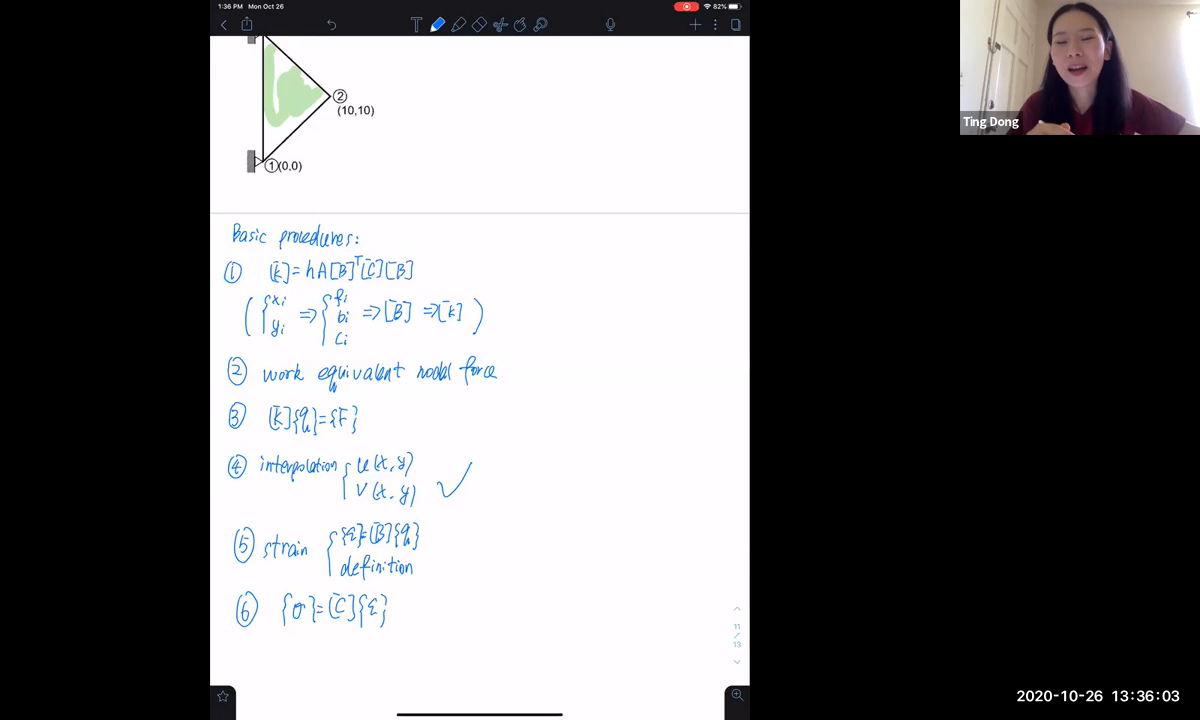 1:36 PM Mon Oct 26
82%
②
(10,10)
①(0,0)
Basic procedures:
① [k]=hA[B]ᵀ[C][B]
( { xi yi => { fi bi ci => [B] => [k] )
② work equivalent nodal force
③ [k]{q}={F}
④ interpolation { u(x,y)
v(x,y)
⑤ strain { {ε}=[B]{q}
definition
⑥ {σ}=[C]{ε}
11
/
13
Ting Dong
2020-10-26 13:36:03